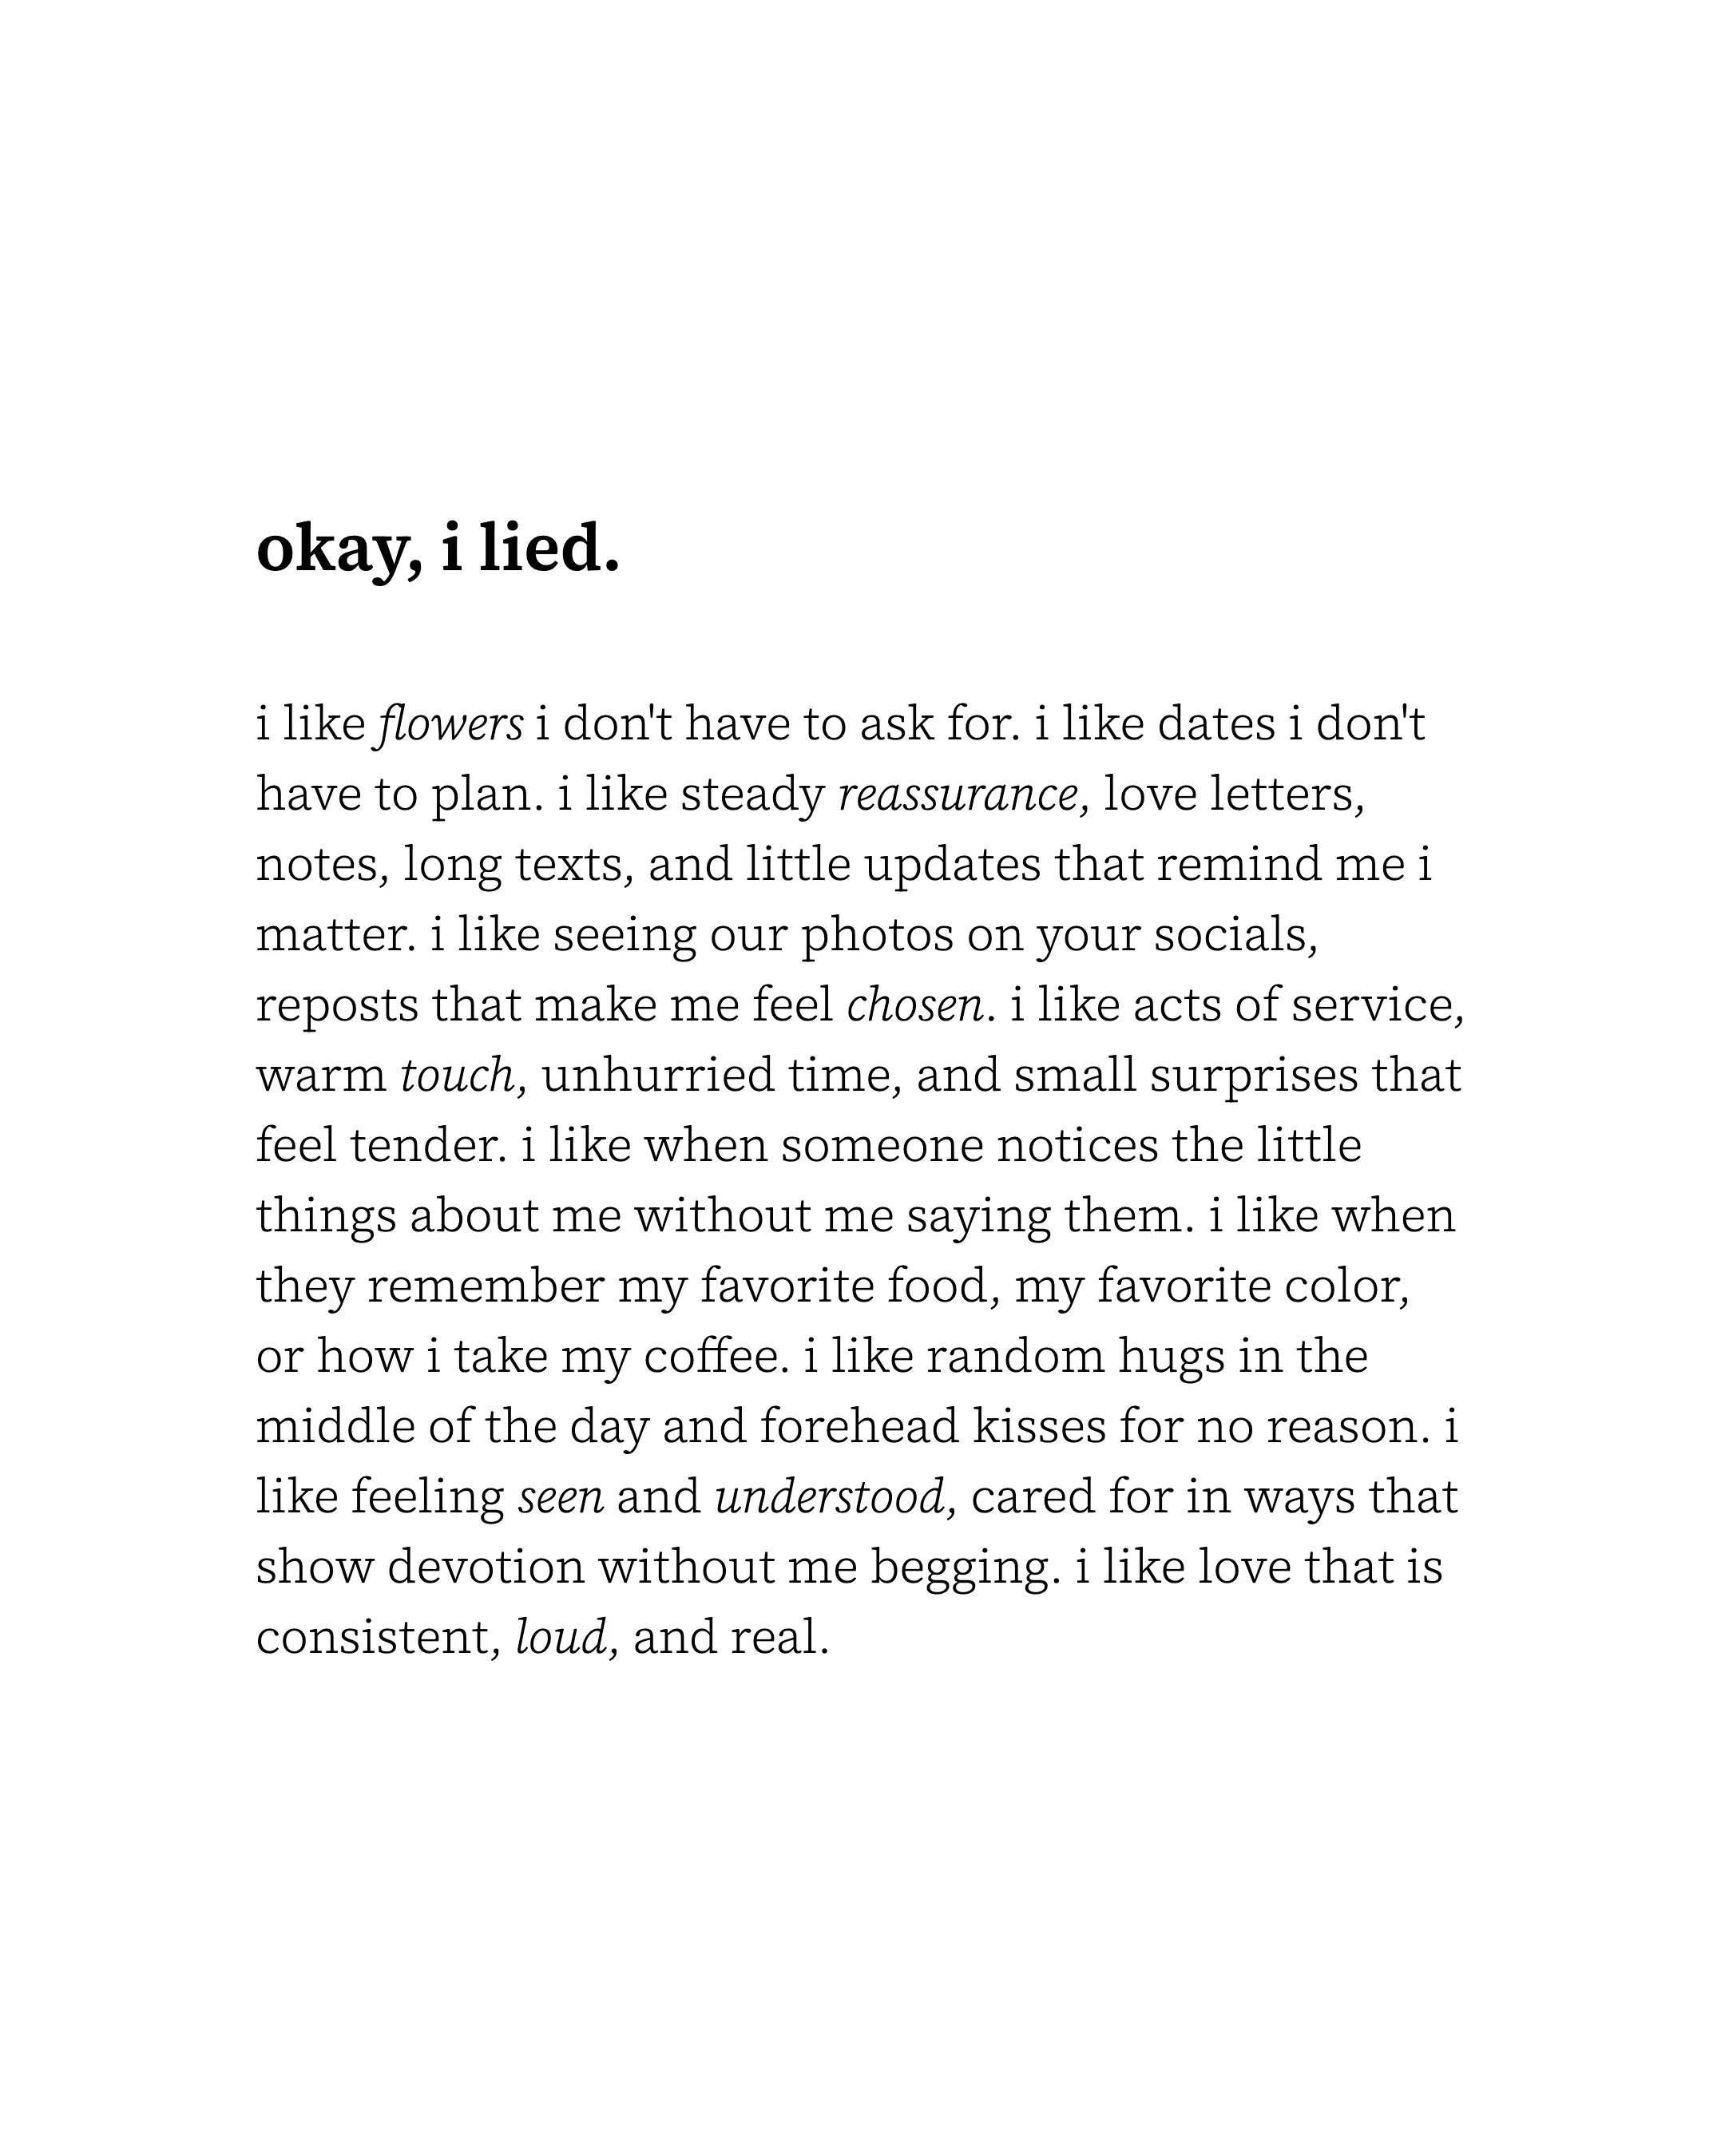 okay, i lied.
i like flowers i don't have to ask for. i like dates i don't
have to plan. i like steady reassurance, love letters,
notes, long texts, and little updates that remind me i
matter. i like seeing our photos on your socials,
reposts that make me feel chosen. i like acts of service,
warm touch, unhurried time, and small surprises that
feel tender. i like when someone notices the little
things about me without me saying them. i like when
they remember my favorite food, my favorite color,
or how i take my coffee. i like random hugs in the
middle of the day and forehead kisses for no reason. i
like feeling seen and understood, cared for in ways that
show devotion without me begging. i like love that is
consistent, loud, and real.